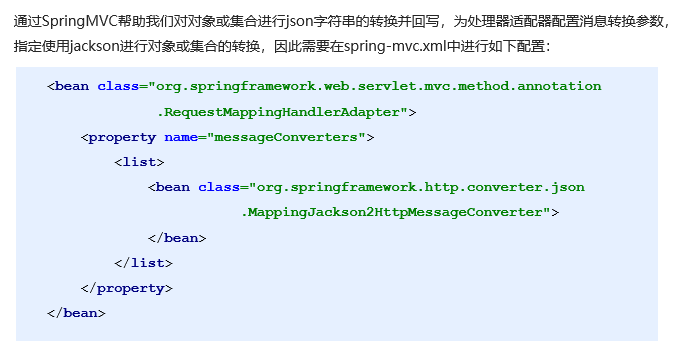 通过SpringMVC帮助我们对对象或集合进行json字符串的转换并回写，为处理器适配器配置消息转换参数，
指定使用jackson进行对象或集合的转换，因此需要在spring-mvc.xml中进行如下配置：
<bean class="org.springframework.web.servlet.mvc.method.annotation
.RequestMappingHandlerAdapter">
<property name="messageConverters">
<list>
<bean class="org.springframework.http.converter.json
.MappingJackson2HttpMessageConverter">
</bean>
</list>
</property>
</bean>